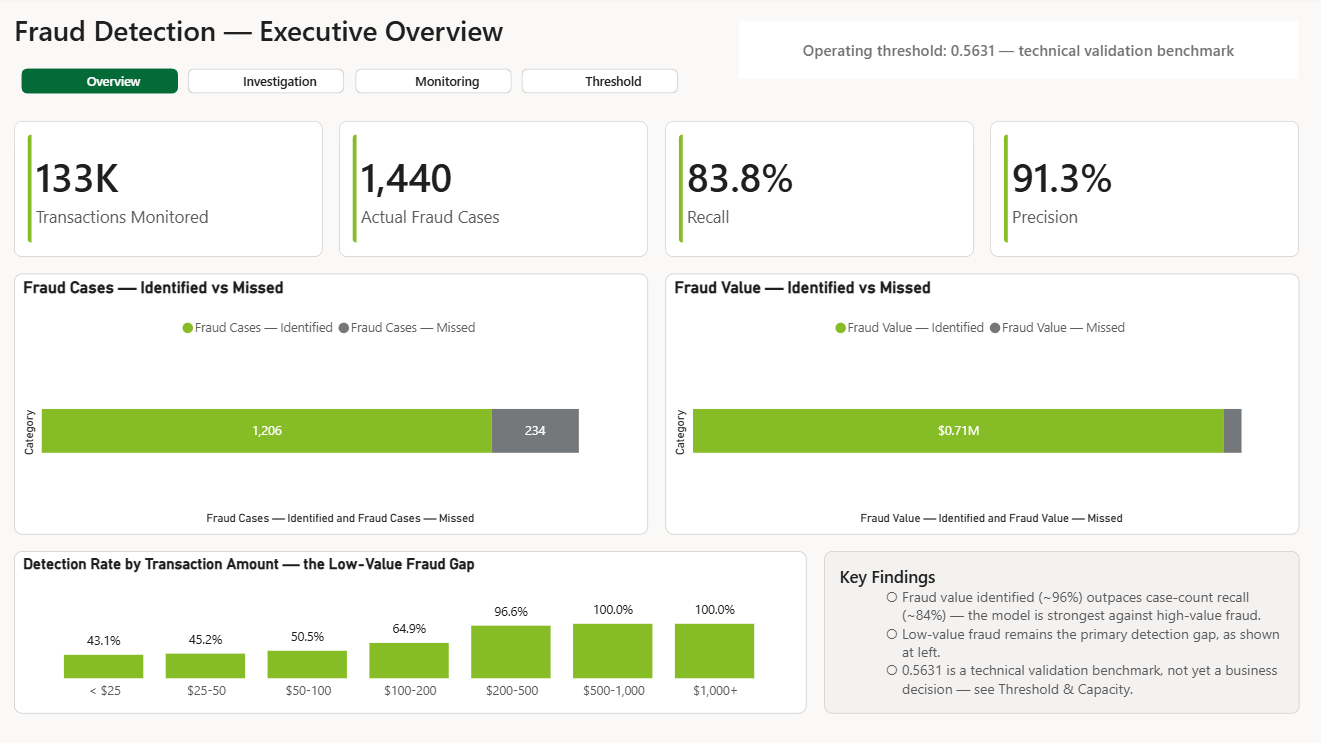 Fraud Detection — Executive Overview
Operating threshold: 0.5631 — technical validation benchmark
Overview
Investigation
Monitoring
Threshold
133K
Transactions Monitored
1,440
Actual Fraud Cases
83.8%
Recall
91.3%
Precision
Fraud Cases — Identified vs Missed
Fraud Cases — Identified
Fraud Cases — Missed
Category
1,206
234
Fraud Cases — Identified and Fraud Cases — Missed
Fraud Value — Identified vs Missed
Fraud Value — Identified
Fraud Value — Missed
Category
$0.71M
Fraud Value — Identified and Fraud Value — Missed
Detection Rate by Transaction Amount — the Low-Value Fraud Gap
43.1%
45.2%
50.5%
64.9%
96.6%
100.0%
100.0%
< $25
$25-50
$50-100
$100-200
$200-500
$500-1,000
$1,000+
Key Findings
○ Fraud value identified (~96%) outpaces case-count recall
(~84%) — the model is strongest against high-value fraud.
○ Low-value fraud remains the primary detection gap, as shown
at left.
○ 0.5631 is a technical validation benchmark, not yet a business
decision — see Threshold & Capacity.